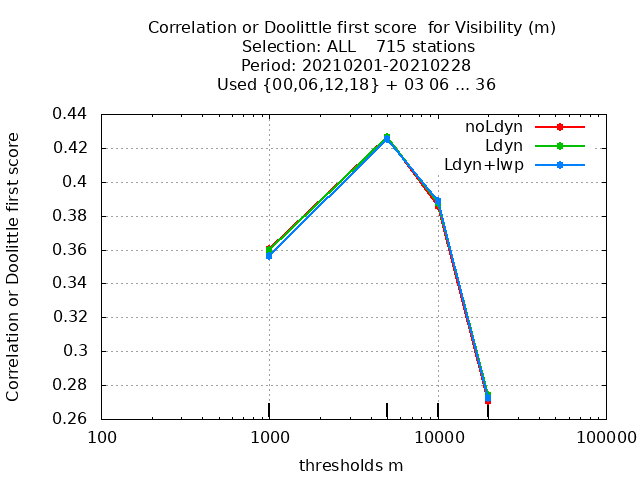 Correlation or Doolittle first score  for Visibility (m)
Selection: ALL    715 stations
Period: 20210201-20210228
Used {00,06,12,18} + 03 06 ... 36
Correlation or Doolittle first score
0.44
0.42
0.4
0.38
0.36
0.34
0.32
0.3
0.28
0.26
noLdyn
Ldyn
Ldyn+lwp
100
1000
10000
100000
thresholds m